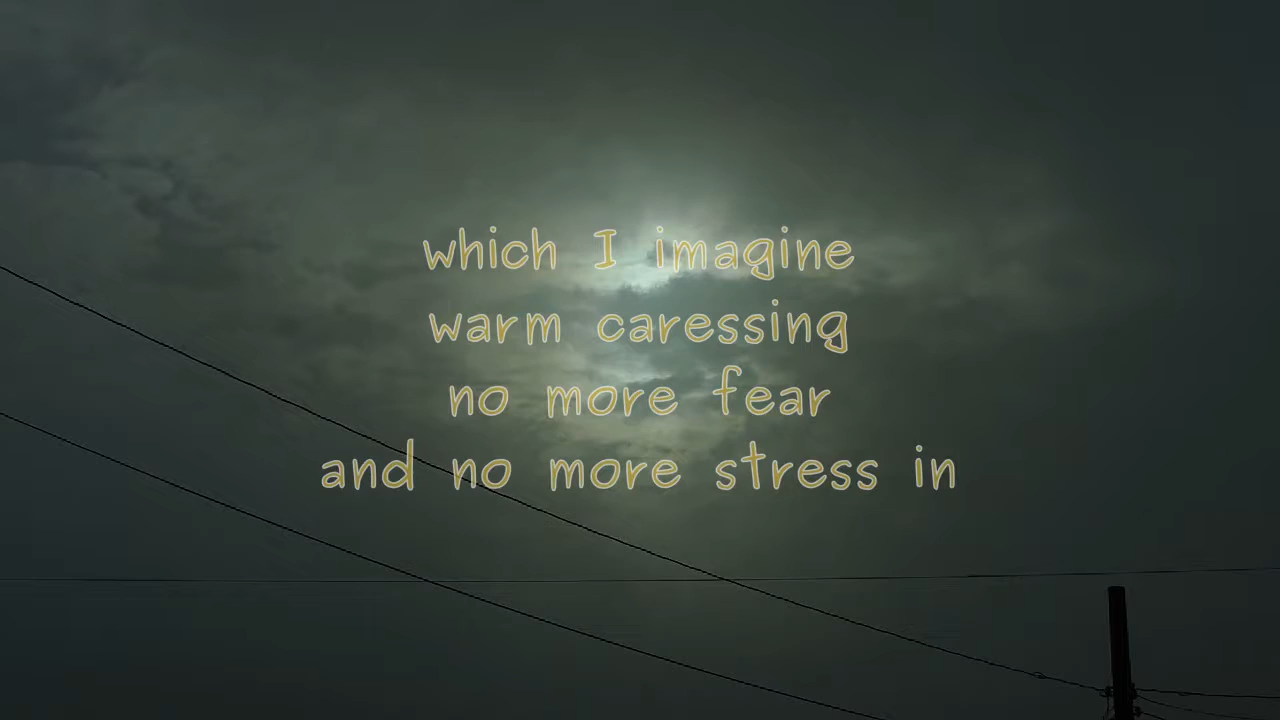 which I imagine
warm caressing
no more fear
and no more stress in